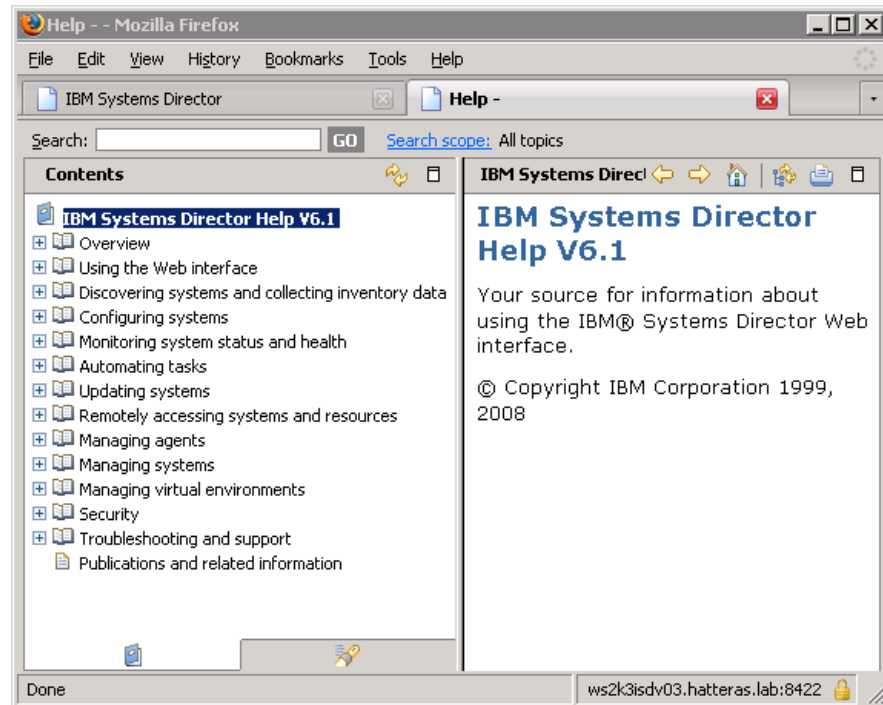 Help - - Mozilla Firefox
File Edit View History Bookmarks Tools Help
IBM Systems Director
Help -
Search: GO Search scope: All topics
Contents
IBM Systems Director Help V6.1
Overview
Using the Web interface
Discovering systems and collecting inventory data
Configuring systems
Monitoring system status and health
Automating tasks
Updating systems
Remotely accessing systems and resources
Managing agents
Managing systems
Managing virtual environments
Security
Troubleshooting and support
Publications and related information
IBM Systems Direc
IBM Systems Director
Help V6.1
Your source for information about
using the IBM® Systems Director Web
interface.
© Copyright IBM Corporation 1999,
2008
Done
ws2k3isdv03.hatteras.lab:8422